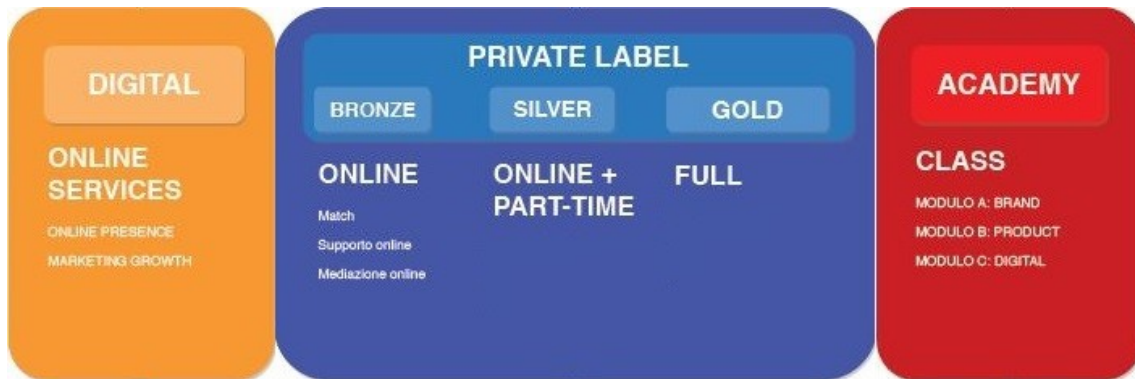 DIGITAL
ONLINE
SERVICES
ONLINE PRESENCE
MARKETING GROWTH
PRIVATE LABEL
BRONZE
SILVER
GOLD
ONLINE
Match
Supporto online
Mediazione online
ONLINE +
PART-TIME
FULL
ACADEMY
CLASS
MODULO A: BRAND
MODULO B: PRODUCT
MODULO C: DIGITAL